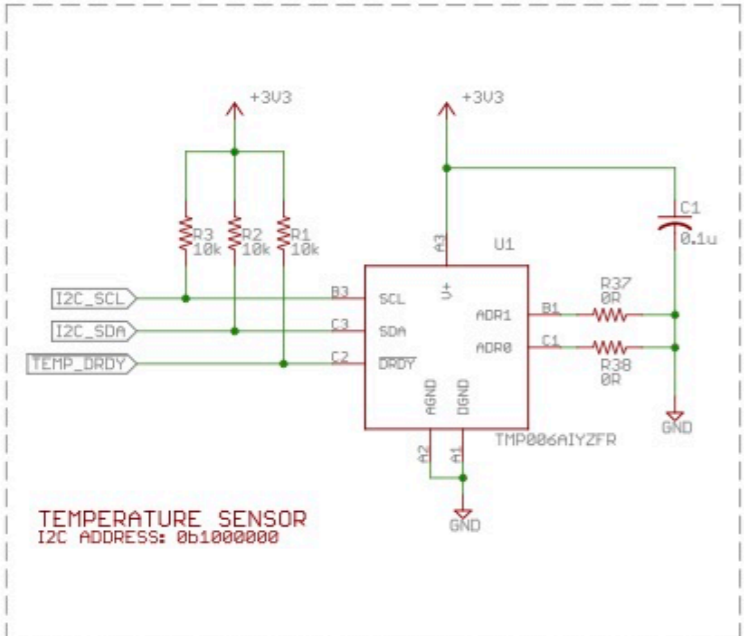 +3V3
+3V3
R3
10k
R2
10k
R1
10k
C1
0.1u
A3
U1
I2C_SCL
B3
SCL
V+
R37
0R
I2C_SDA
C3
SDA
ADR1
B1
TEMP_DRDY
C2
DRDY
ADR0
C1
R38
0R
AGND
DGND
GND
TMP006AIYZFR
A2
A1
GND
TEMPERATURE SENSOR
I2C ADDRESS: 0b1000000